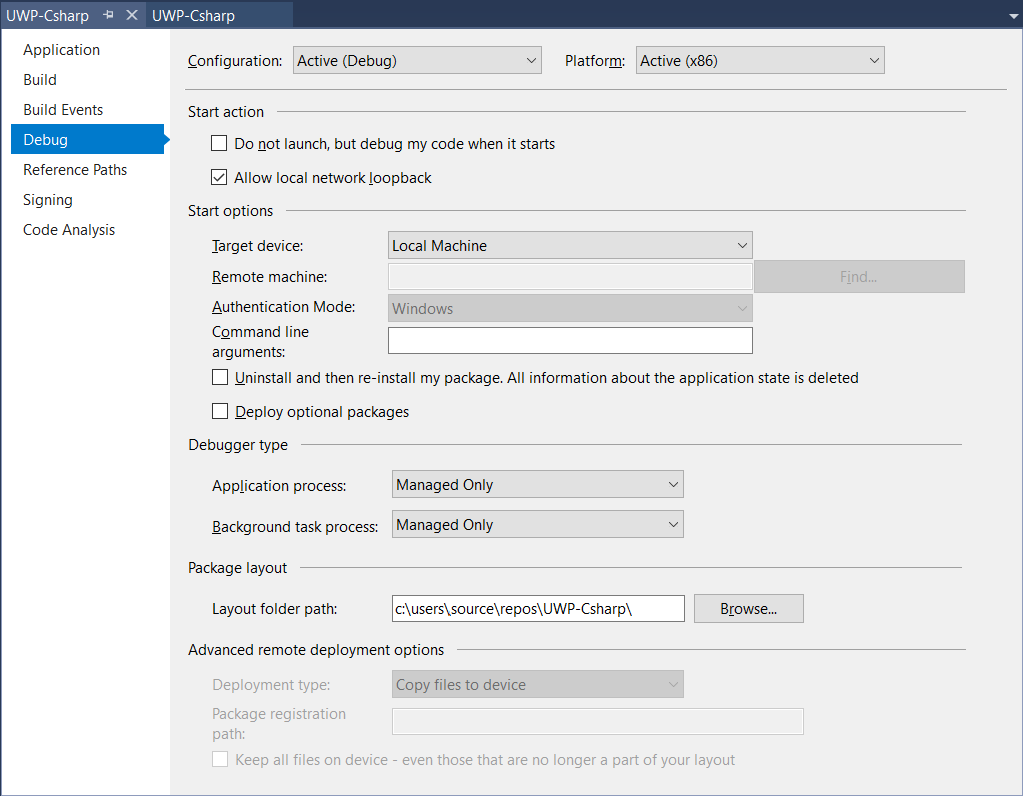 UWP-Csharp
UWP-Csharp
Application
Build
Build Events
Debug
Reference Paths
Signing
Code Analysis
Configuration: Active (Debug) Platform: Active (x86)
Start action
Do not launch, but debug my code when it starts
Allow local network loopback
Start options
Target device: Local Machine
Remote machine: Find...
Authentication Mode: Windows
Command line
arguments:
Uninstall and then re-install my package. All information about the application state is deleted
Deploy optional packages
Debugger type
Application process: Managed Only
Background task process: Managed Only
Package layout
Layout folder path: c:\users\source\repos\UWP-Csharp\ Browse...
Advanced remote deployment options
Deployment type: Copy files to device
Package registration
path:
Keep all files on device - even those that are no longer a part of your layout